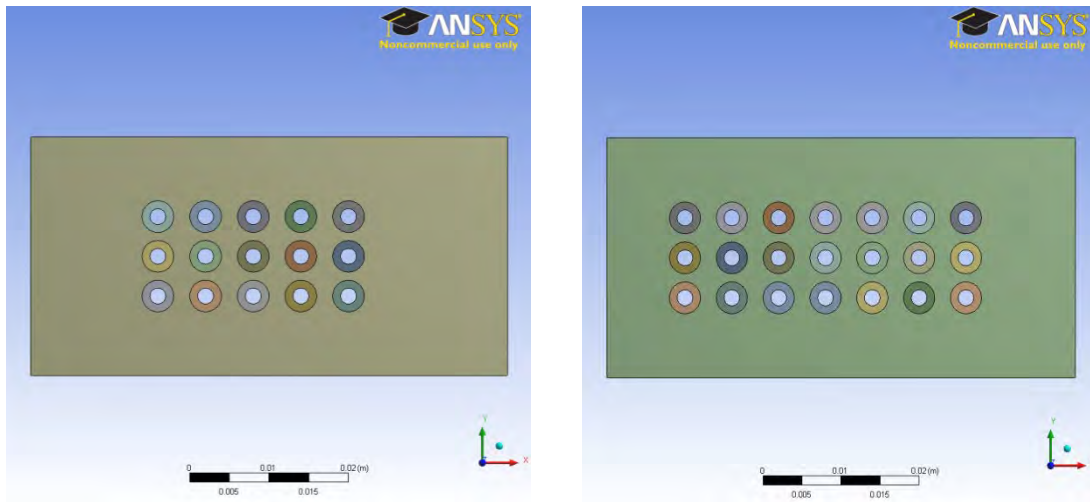 ANSYS
Noncommercial use only
Y
X
0 0.01 0.02 (m)
0.005 0.015
ANSYS
Noncommercial use only
Y
X
0 0.01 0.02 (m)
0.005 0.015